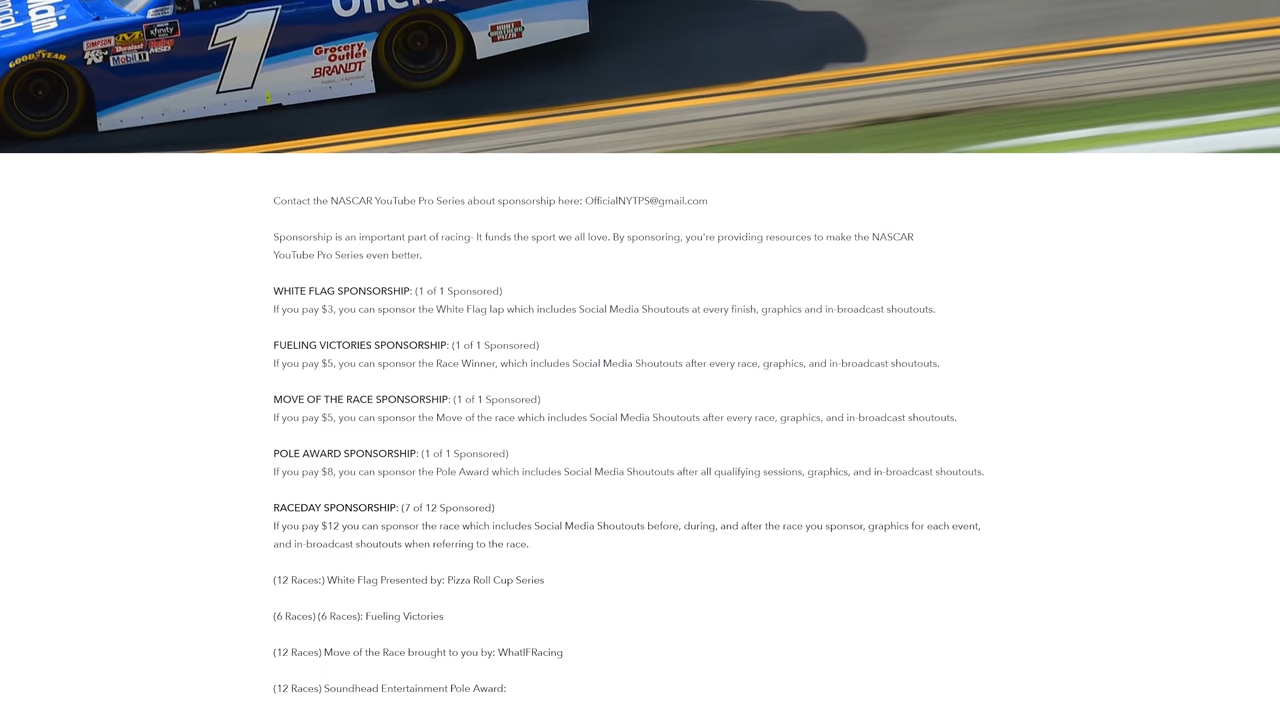 OneM
1
GOODYEAR
SIMPSON
xfinity
K&N
MSD
Mobil 1
Grocery
Outlet
BRANDT
HUNT
BROTHERS
PIZZA
Contact the NASCAR YouTube Pro Series about sponsorship here: OfficialNYTPS@gmail.com
Sponsorship is an important part of racing- It funds the sport we all love. By sponsoring, you're providing resources to make the NASCAR
YouTube Pro Series even better.
WHITE FLAG SPONSORSHIP: (1 of 1 Sponsored)
If you pay $3, you can sponsor the White Flag lap which includes Social Media Shoutouts at every finish, graphics and in-broadcast shoutouts.
FUELING VICTORIES SPONSORSHIP: (1 of 1 Sponsored)
If you pay $5, you can sponsor the Race Winner, which includes Social Media Shoutouts after every race, graphics, and in-broadcast shoutouts.
MOVE OF THE RACE SPONSORSHIP: (1 of 1 Sponsored)
If you pay $5, you can sponsor the Move of the race which includes Social Media Shoutouts after every race, graphics, and in-broadcast shoutouts.
POLE AWARD SPONSORSHIP: (1 of 1 Sponsored)
If you pay $8, you can sponsor the Pole Award which includes Social Media Shoutouts after all qualifying sessions, graphics, and in-broadcast shoutouts.
RACEDAY SPONSORSHIP: (7 of 12 Sponsored)
If you pay $12 you can sponsor the race which includes Social Media Shoutouts before, during, and after the race you sponsor, graphics for each event,
and in-broadcast shoutouts when referring to the race.
(12 Races:) White Flag Presented by: Pizza Roll Cup Series
(6 Races) (6 Races): Fueling Victories
(12 Races) Move of the Race brought to you by: WhatIFRacing
(12 Races) Soundhead Entertainment Pole Award: